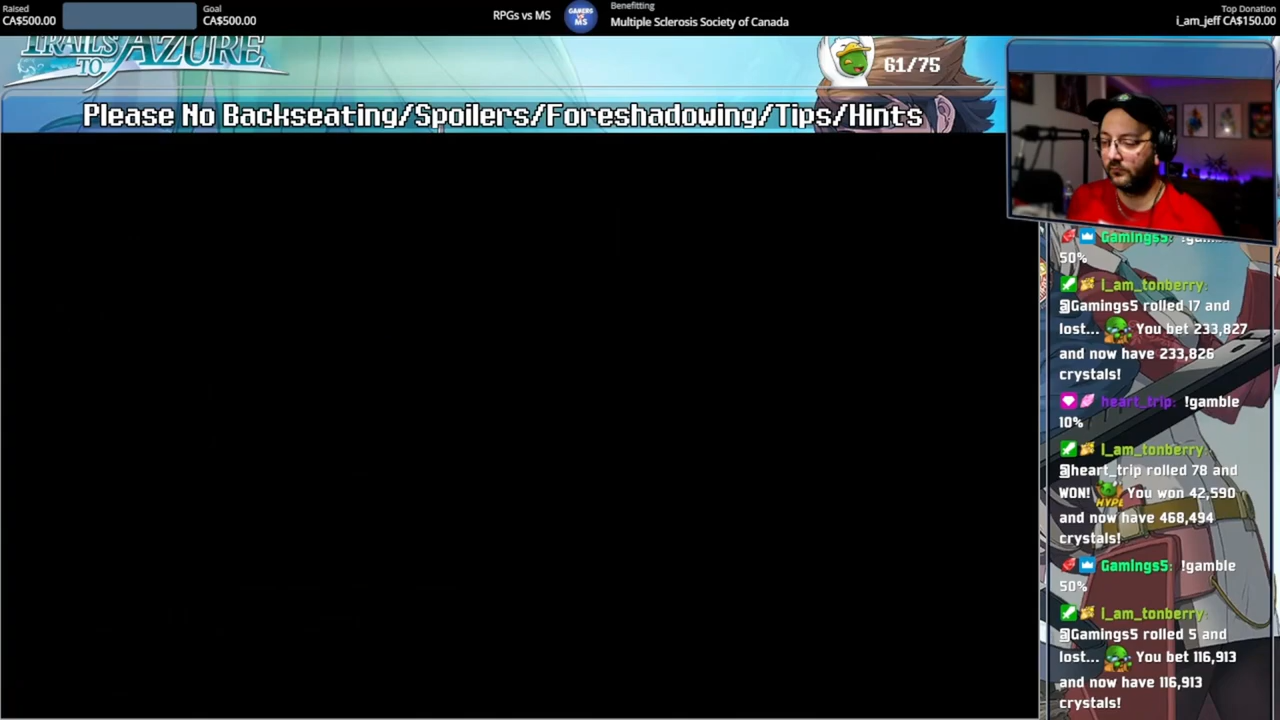 Raised
CA$500.00
Goal
CA$500.00
RPGs vs MS
GAMERS
vs
MS
Benefitting
Multiple Sclerosis Society of Canada
Top Donation
i_am_jeff CA$150.00
TRAILS
TO AZURE
61/75
Please No Backseating/Spoilers/Foreshadowing/Tips/Hints
Gamings5:
50%
i_am_tonberry:
@Gamings5 rolled 17 and
lost... You bet 233,827
and now have 233,826
crystals!
heart_trip: !gamble
10%
i_am_tonberry:
@heart_trip rolled 78 and
WON! HYPE You won 42,590
and now have 468,494
crystals!
Gamings5: !gamble
50%
i_am_tonberry:
@Gamings5 rolled 5 and
lost... You bet 116,913
and now have 116,913
crystals!